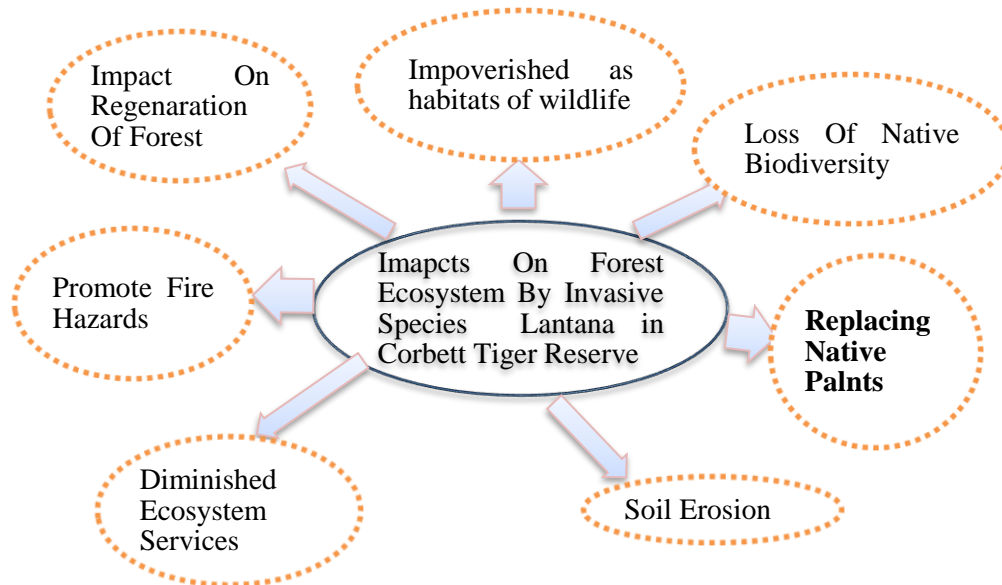 Impact On
Regenaration
Of Forest
Impoverished as
habitats of wildlife
Loss Of Native
Biodiversity
Promote Fire
Hazards
Imapcts On Forest
Ecosystem By Invasive
Species Lantana in
Corbett Tiger Reserve
Replacing
Native
Palnts
Diminished
Ecosystem
Services
Soil Erosion